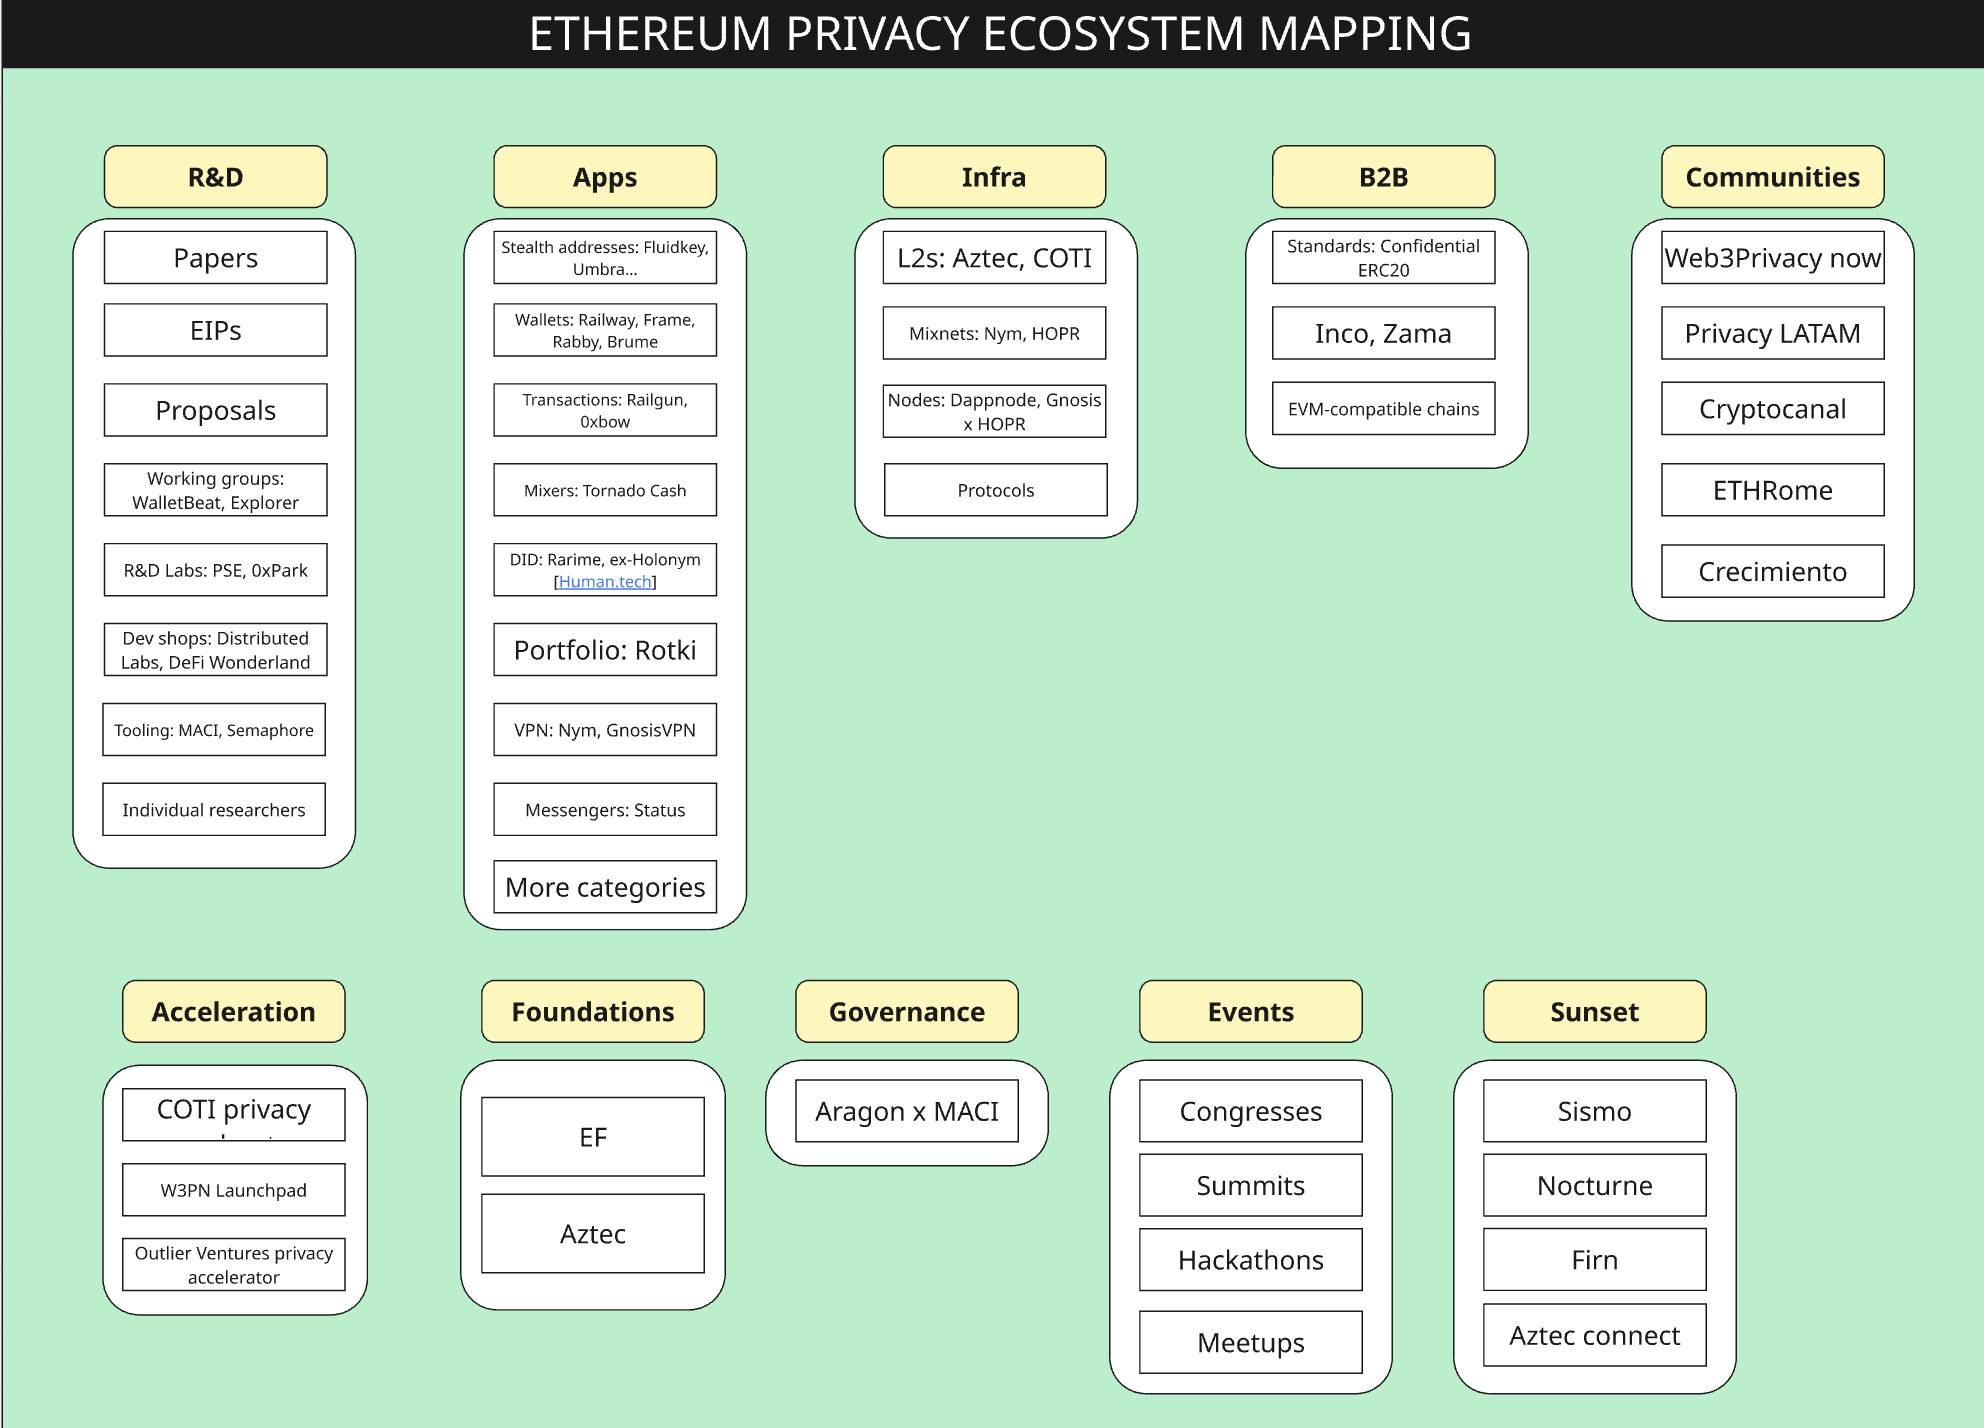 ETHEREUM PRIVACY ECOSYSTEM MAPPING
R&D
Papers
EIPs
Proposals
Working groups:
WalletBeat, Explorer
R&D Labs: PSE, 0xPark
Dev shops: Distributed
Labs, DeFi Wonderland
Tooling: MACI, Semaphore
Individual researchers
Apps
Stealth addresses: Fluidkey,
Umbra...
Wallets: Railway, Frame,
Rabby, Brume
Transactions: Railgun,
0xbow
Mixers: Tornado Cash
DID: Rarime, ex-Holonym
[Human.tech]
Portfolio: Rotki
VPN: Nym, GnosisVPN
Messengers: Status
More categories
Infra
L2s: Aztec, COTI
Mixnets: Nym, HOPR
Nodes: Dappnode, Gnosis
x HOPR
Protocols
B2B
Standards: Confidential
ERC20
Inco, Zama
EVM-compatible chains
Communities
Web3Privacy now
Privacy LATAM
Cryptocanal
ETHRome
Crecimiento
Acceleration
COTI privacy
W3PN Launchpad
Outlier Ventures privacy
accelerator
Foundations
EF
Aztec
Governance
Aragon x MACI
Events
Congresses
Summits
Hackathons
Meetups
Sunset
Sismo
Nocturne
Firn
Aztec connect